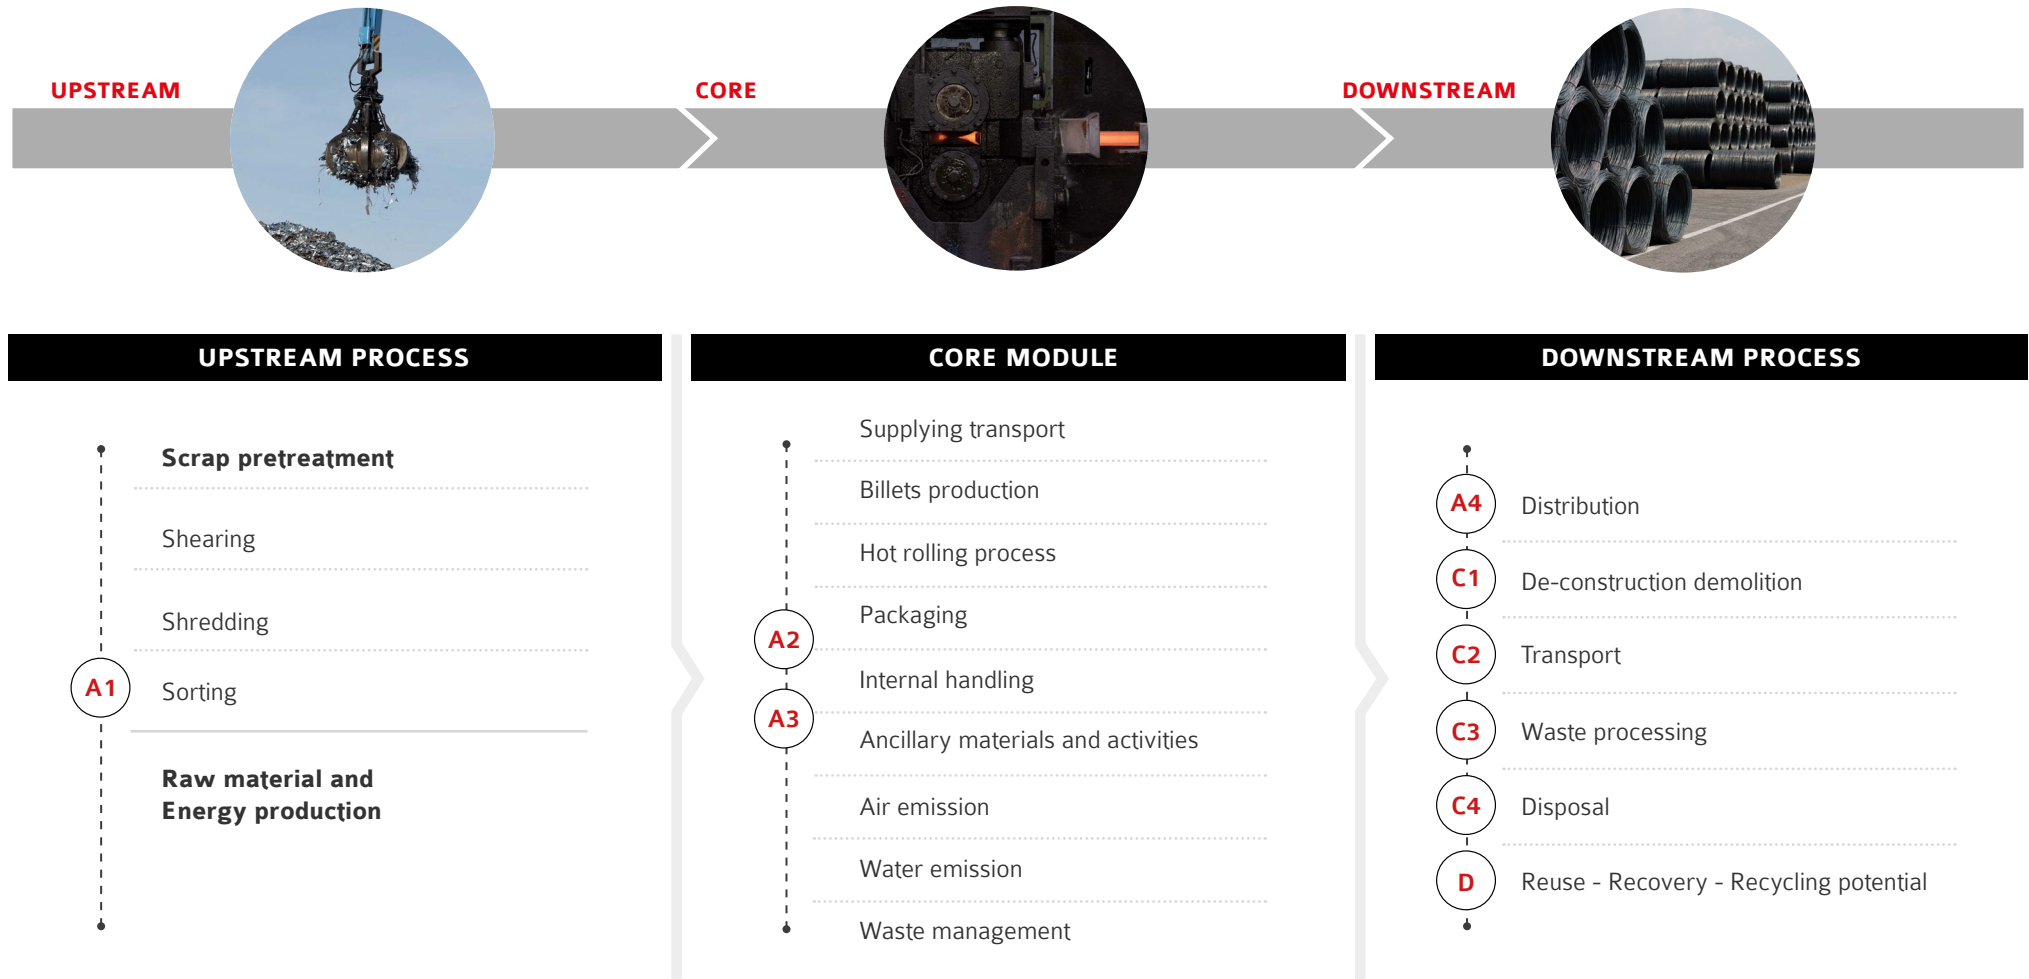 UPSTREAM
CORE
DOWNSTREAM
UPSTREAM PROCESS
Scrap pretreatment
Shearing
Shredding
A1
Sorting
Raw material and
Energy production
CORE MODULE
Supplying transport
Billets production
Hot rolling process
Packaging
A2
Internal handling
A3
Ancillary materials and activities
Air emission
Water emission
Waste management
DOWNSTREAM PROCESS
A4 Distribution
C1 De-construction demolition
C2 Transport
C3 Waste processing
C4 Disposal
D Reuse - Recovery - Recycling potential